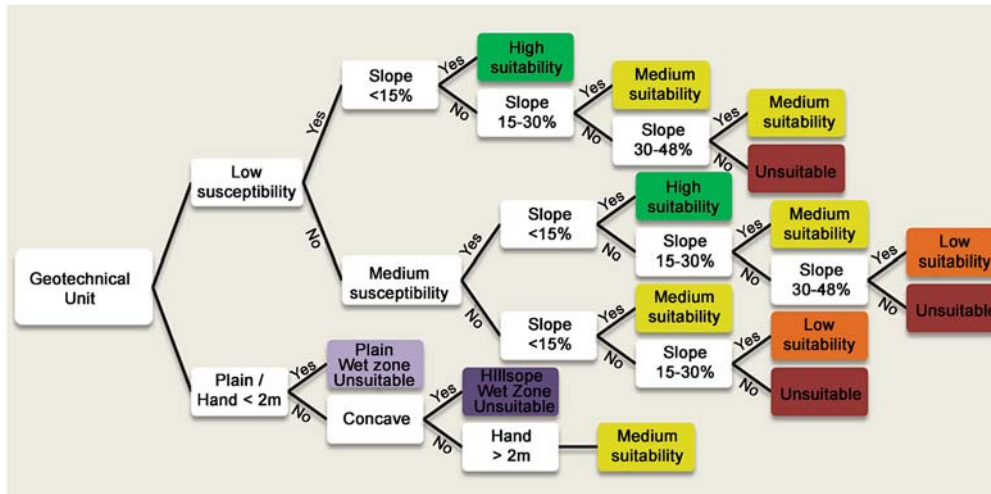 Geotechnical
Unit
Low
susceptibility
Yes
Slope
<15%
Yes
High
suitability
No
Slope
15-30%
Yes
Medium
suitability
No
Slope
30-48%
Yes
Medium
suitability
No
Unsuitable
No
Medium
susceptibility
Yes
Slope
<15%
Yes
High
suitability
No
Slope
15-30%
Yes
Medium
suitability
No
Slope
30-48%
Yes
Low
suitability
No
Unsuitable
No
Slope
<15%
Yes
Medium
suitability
No
Slope
15-30%
Yes
Low
suitability
No
Unsuitable
Plain /
Hand < 2m
Yes
Plain
Wet zone
Unsuitable
No
Concave
Yes
HIllsope
Wet Zone
Unsuitable
No
Hand
> 2m
Medium
suitability